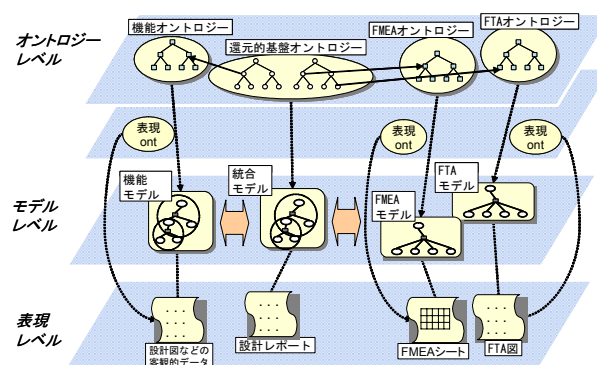 オントロジー
レベル
機能オントロジー
還元的基盤オントロジー
FMEAオントロジー
FTAオントロジー
表現
ont
表現
ont
表現
ont
モデル
レベル
機能
モデル
統合
モデル
FMEA
モデル
FTA
モデル
表現
レベル
設計図などの
客観的データ
設計レポート
FMEAシート
FTA図